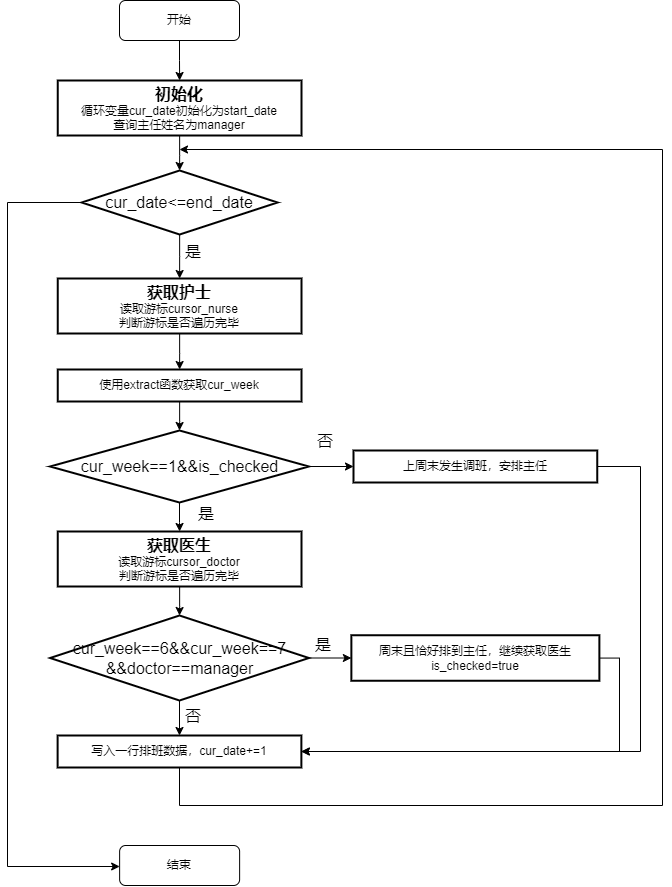 开始
初始化
循环变量cur_date初始化为start_date
查询主任姓名为manager
cur_date<=end_date
是
获取护士
读取游标cursor_nurse
判断游标是否遍历完毕
使用extract函数获取cur_week
否
cur_week==1&&is_checked
上周末发生调班，安排主任
是
获取医生
读取游标cursor_doctor
判断游标是否遍历完毕
cur_week==6&&cur_week==7
&&doctor==manager
是
周末且恰好排到主任，继续获取医生
is_checked=true
否
写入一行排班数据，cur_date+=1
结束